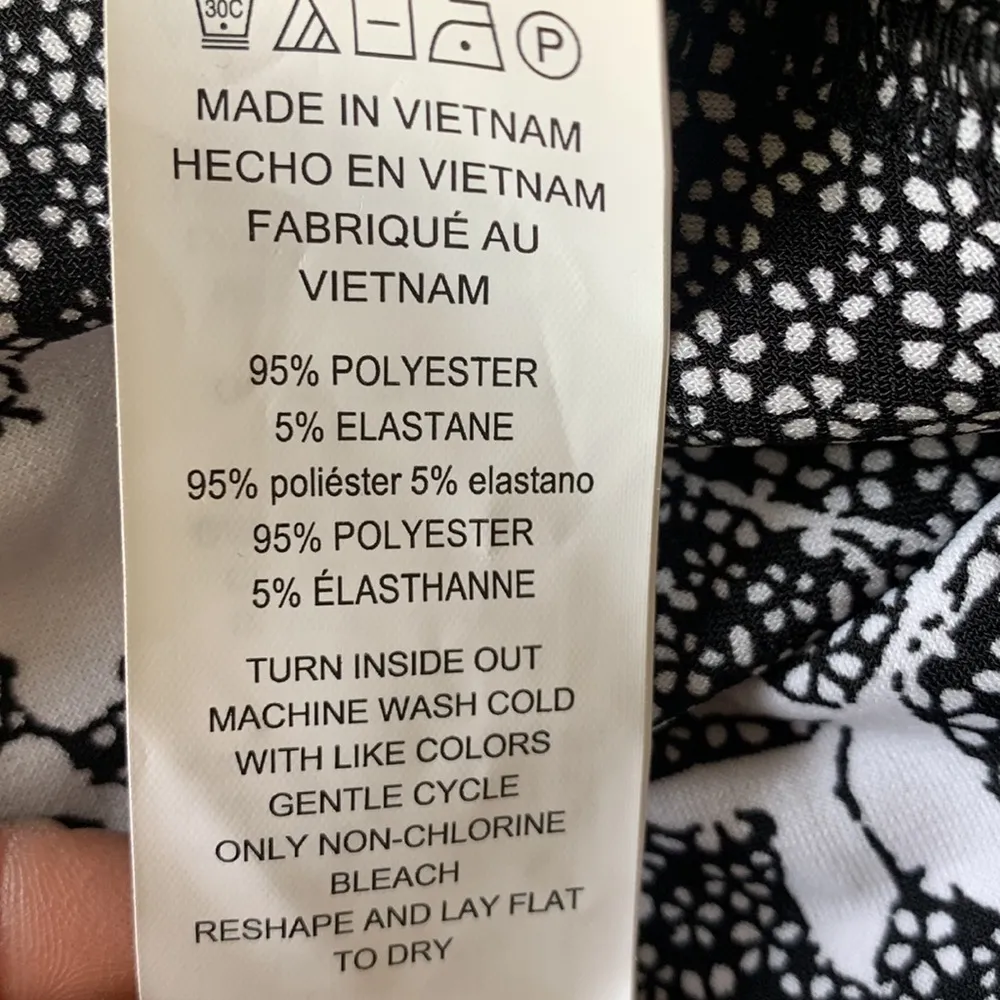 30C
P
MADE IN VIETNAM
HECHO EN VIETNAM
FABRIQUÉ AU
VIETNAM
95% POLYESTER
5% ELASTANE
95% poliéster 5% elastano
95% POLYESTER
5% ÉLASTHANNE
TURN INSIDE OUT
MACHINE WASH COLD
WITH LIKE COLORS
GENTLE CYCLE
ONLY NON-CHLORINE
BLEACH
RESHAPE AND LAY FLAT
TO DRY